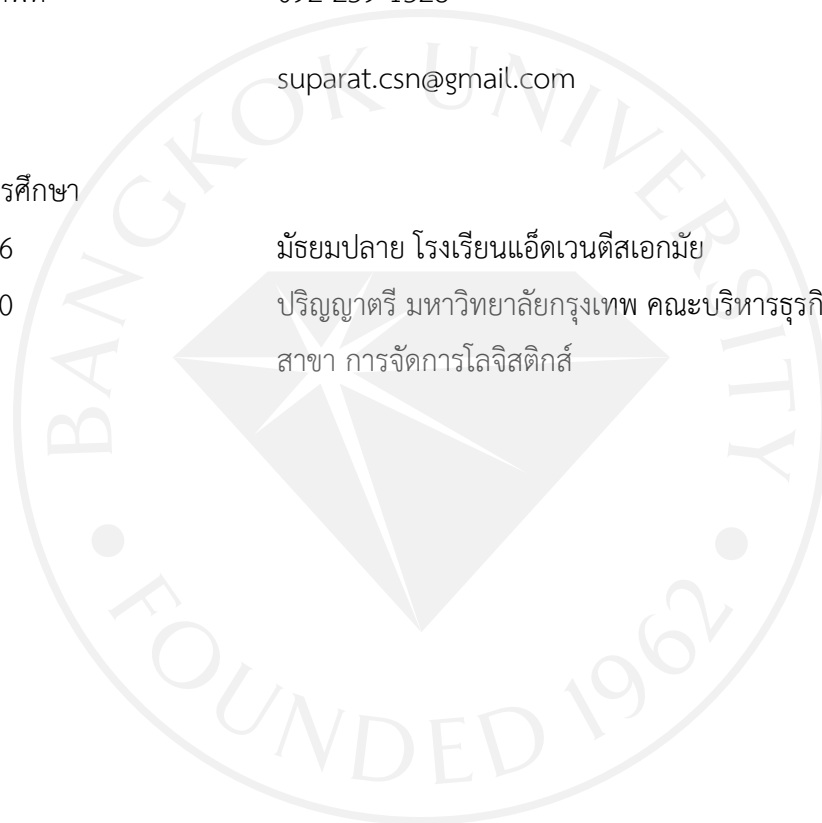 suparat.csn@gmail.com
รศึกษา
6 มัธยมปลาย โรงเรียนแอ็ดเวนตีสเอกมัย
0 ปริญญาตรี มหาวิทยาลัยกรุงเทพ คณะบริหารธุรกิ
สาขา การจัดการโลจิสติกส์
BANGKOK UNIVERSITY
FOUNDED 1962